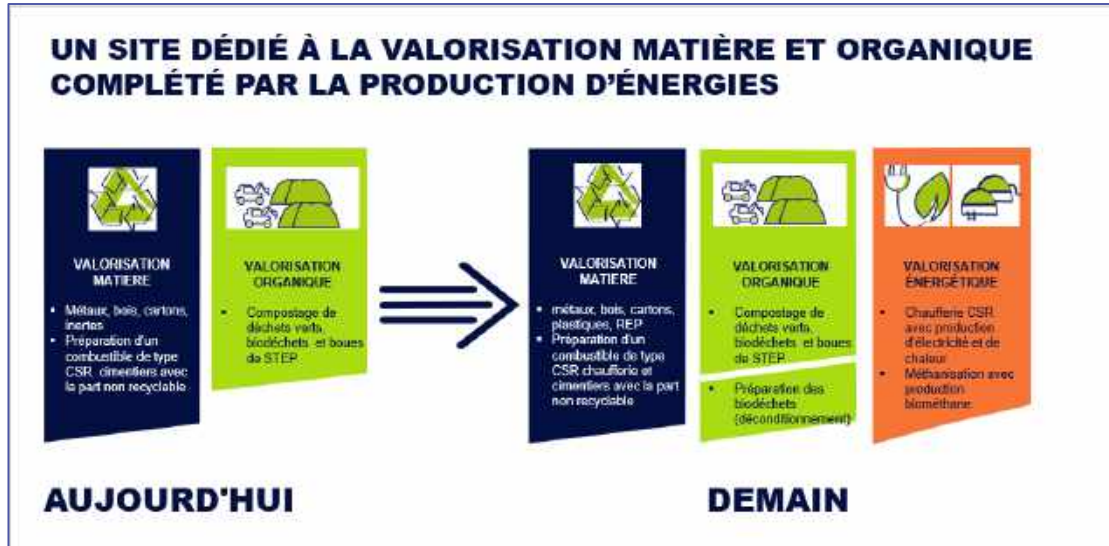 UN SITE DÉDIÉ À LA VALORISATION MATIÈRE ET ORGANIQUE
COMPLÉTÉ PAR LA PRODUCTION D'ÉNERGIES
VALORISATION
MATIERE
• Métaux, bois, cartons,
inertes
• Préparation d'un
combustible de type
CSR cimentiers avec
la part non recyclable
VALORISATION
ORGANIQUE
• Compostage de
déchets verts,
biodéchets et boues
de STEP
AUJOURD'HUI
VALORISATION
MATIERE
• métaux, bois, cartons,
plastiques, REP
• Préparation d'un
combustible de type
CSR chaufferie et
cimentiers avec la part
non recyclable
VALORISATION
ORGANIQUE
• Compostage de
déchets verts,
biodéchets et boues
de STEP
• Préparation des
biodéchets
(déconditionnement)
VALORISATION
ÉNERGÉTIQUE
• Chaufferie CSR
avec production
d'électricité et de
chaleur
• Méthanisation avec
production
biométhane
DEMAIN